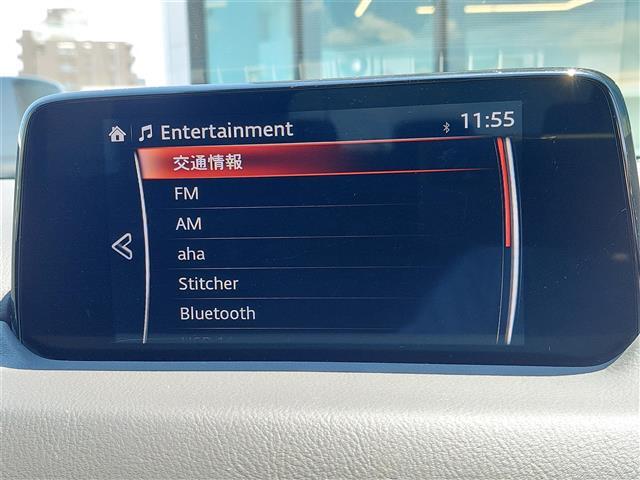 Entertainment
11:55
交通情報
FM
AM
aha
Stitcher
Bluetooth